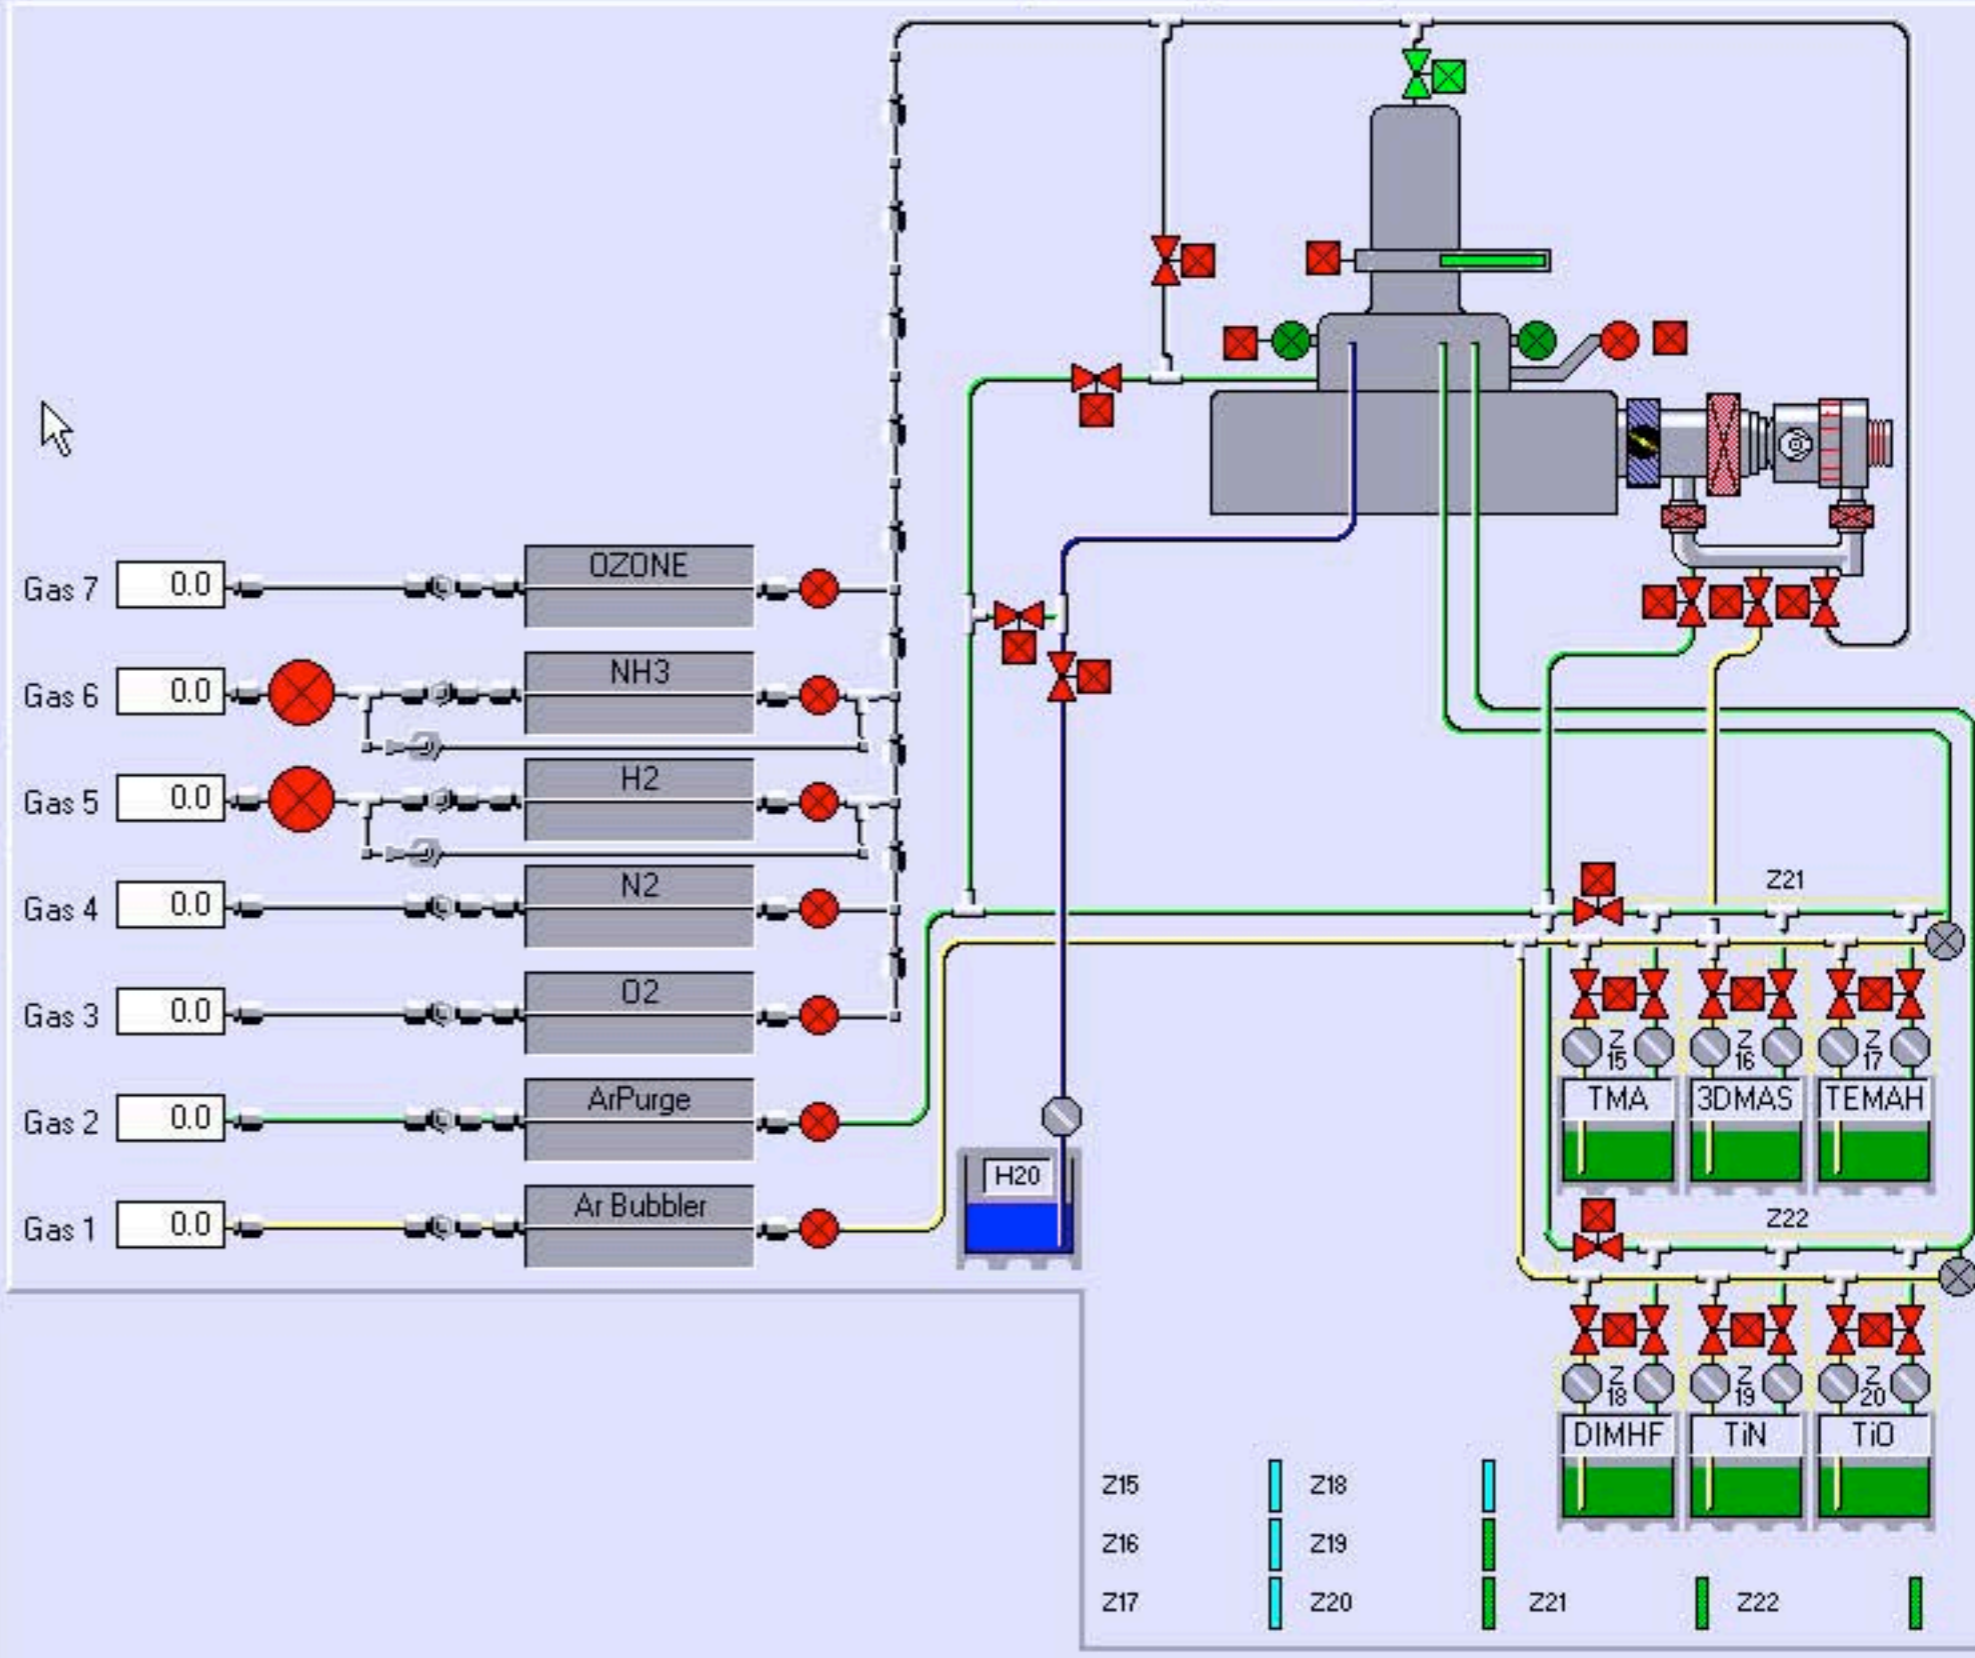 Gas 7 0.0 OZONE
Gas 6 0.0 NH3
Gas 5 0.0 H2
Gas 4 0.0 N2
Gas 3 0.0 O2
Gas 2 0.0 ArPurge
Gas 1 0.0 Ar Bubbler
H20
Z21
Z 15
Z 16
Z 17
TMA
3DMAS
TEMAH
Z22
Z 18
Z 19
Z 20
DIMHF
TiN
TiO
Z15 Z18
Z16 Z19
Z17 Z20 Z21 Z22